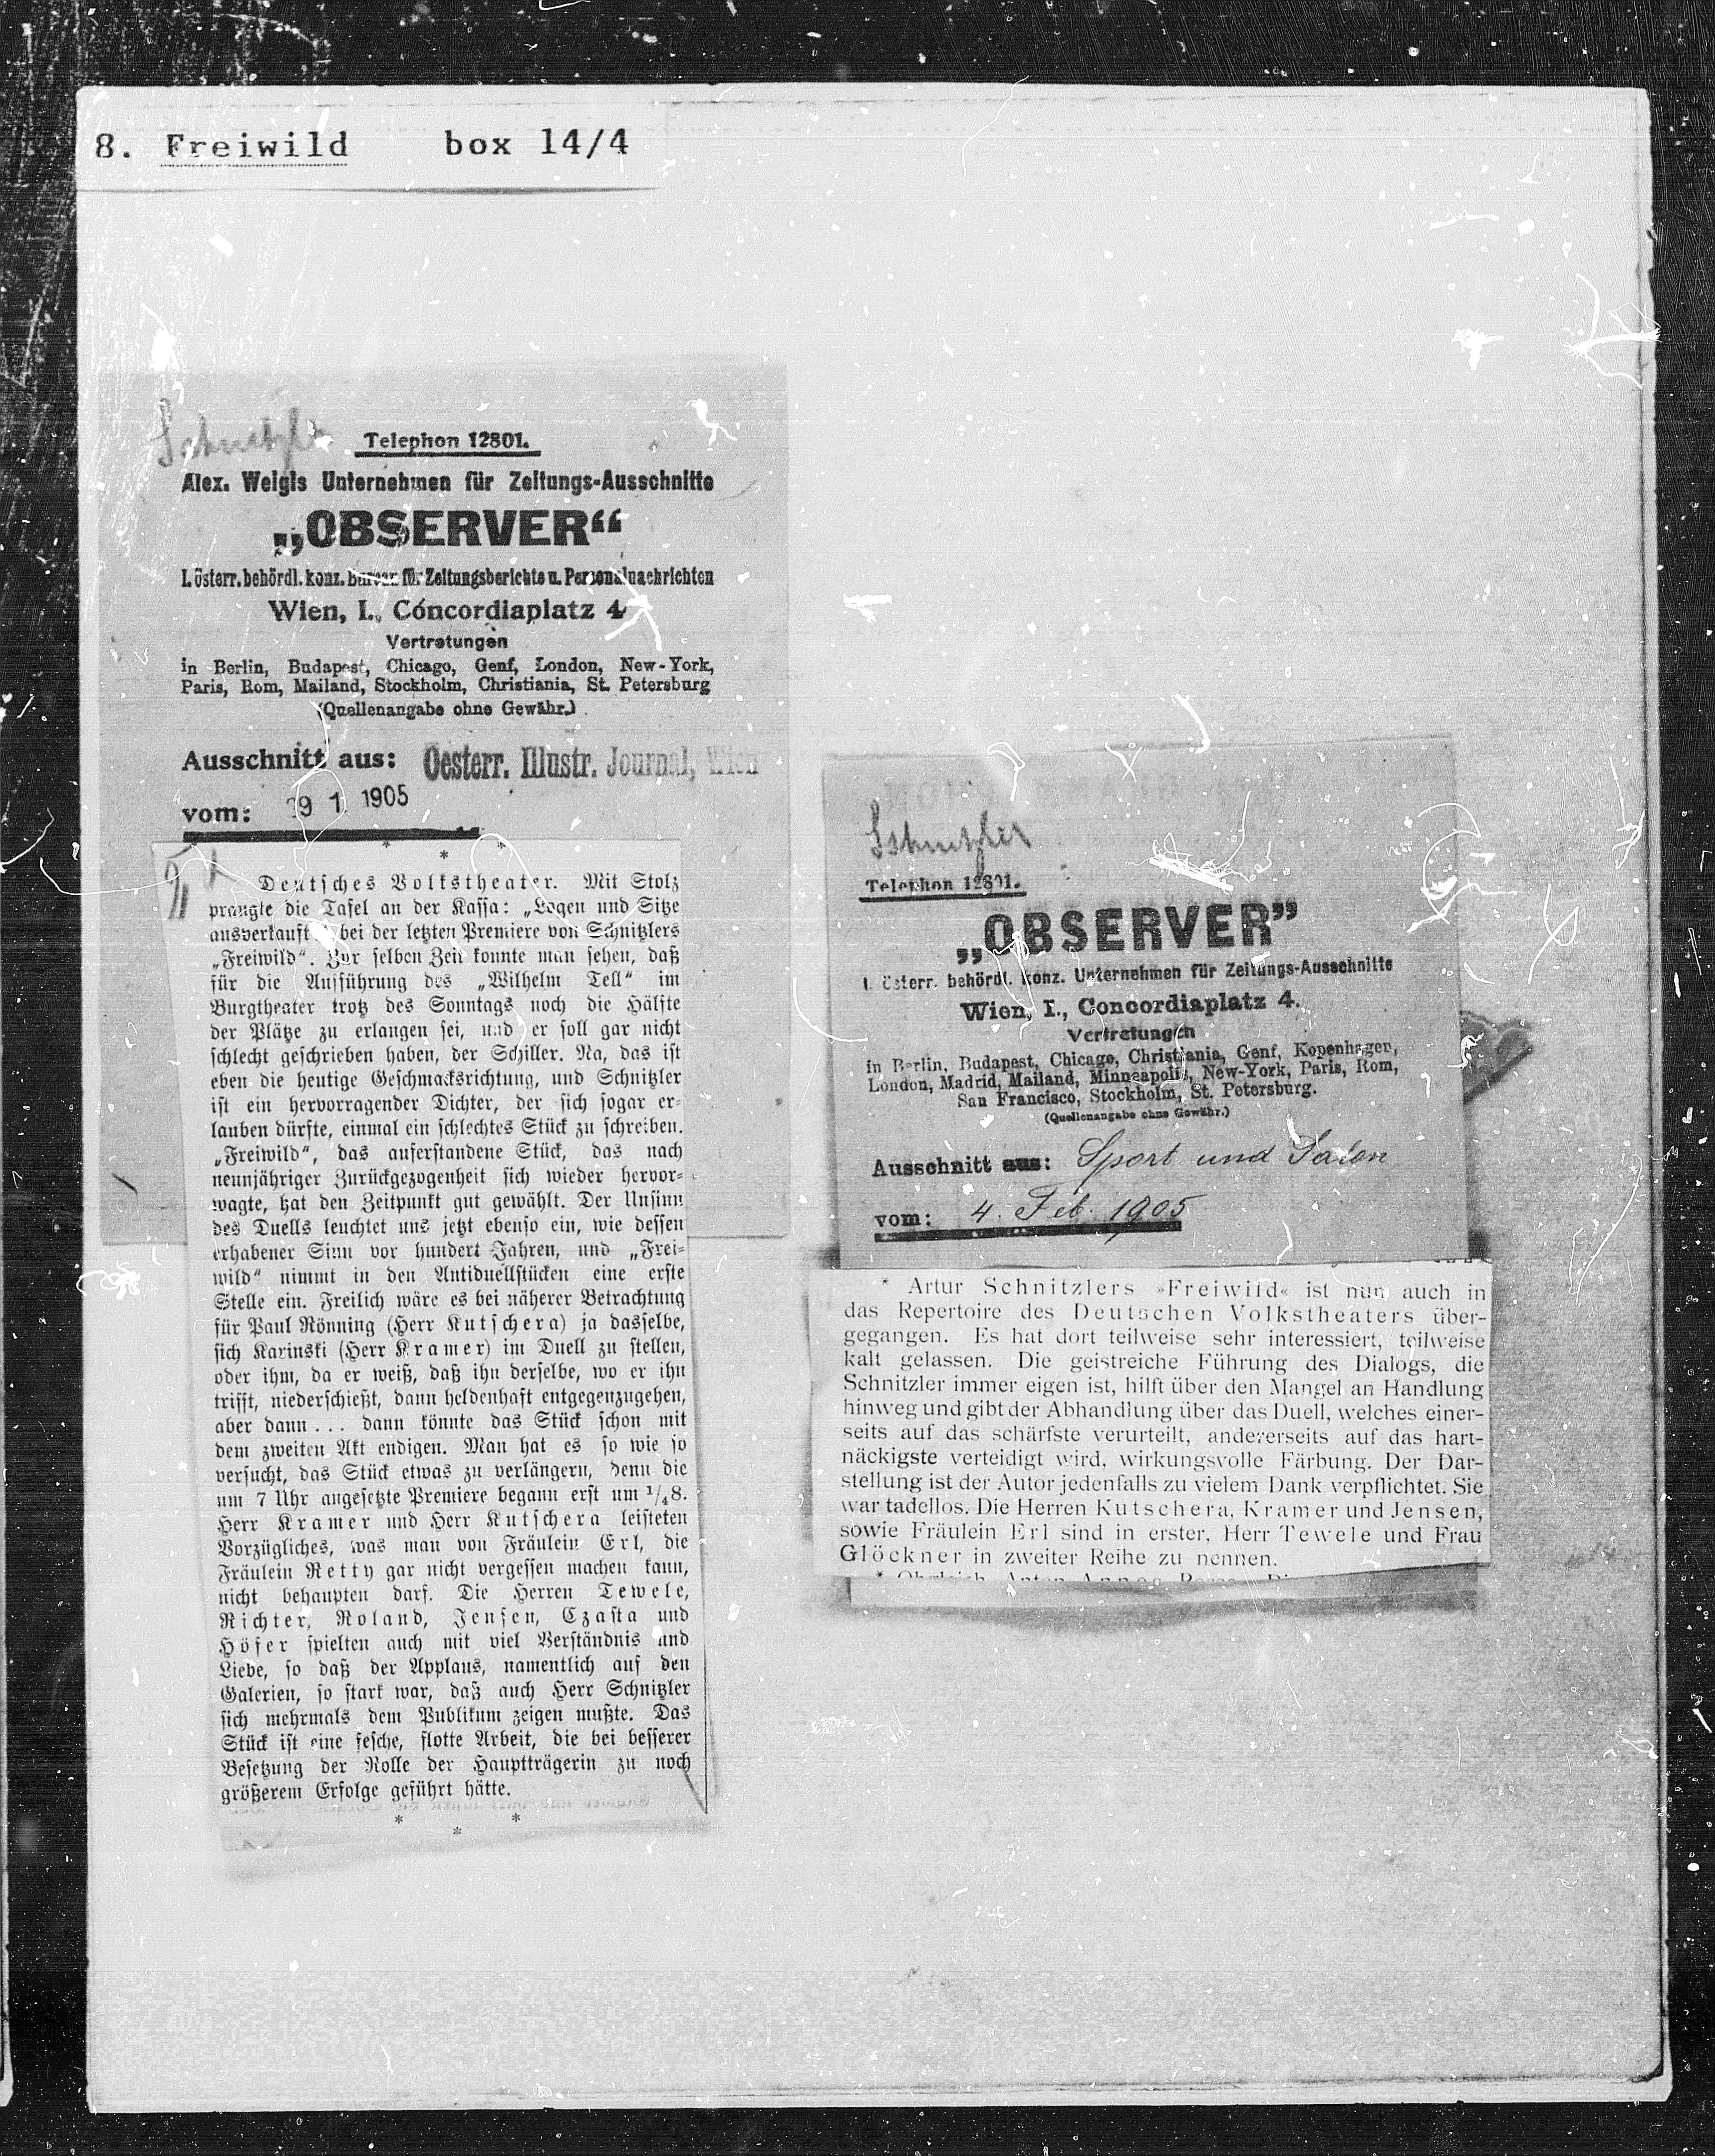 8. Freiwild box 14/4
Schnitzler
Telephon 12801.
Alex. Weigls Unternehmen für Zeitungs-Ausschnitte
„OBSERVER“
I. österr. behördl. konz. Bureau für Zeitungsberichte u. Personalnachrichten
Wien, I., Concordiaplatz 4
Vertretungen
in Berlin, Budapest, Chicago, Genf, London, New-York,
Paris, Rom, Mailand, Stockholm, Christiania, St. Petersburg
(Quellenangabe ohne Gewähr.)
Ausschnitt aus: Oesterr. Illustr. Journal, Wien
vom: 29 1 1905
* * *
Deutsches Volkstheater. Mit Stolz
prangte die Tafel an der Kassa: „Logen und Sitze
ausverkauft bei der letzten Premiere von Schnitzlers
„Freiwild“. Zur selben Zeit konnte man sehen, daß
für die Aufführung des „Wilhelm Tell“ im
Burgtheater trotz des Sonntags noch die Hälfte
der Plätze zu erlangen sei, und er soll gar nicht
schlecht geschrieben haben, der Schiller. Na, das ist
eben die heutige Geschmacksrichtung, und Schnitzler
ist ein hervorragender Dichter, der sich sogar er-
lauben dürfte, einmal ein schlechtes Stück zu schreiben.
„Freiwild“, das auferstandene Stück, das nach
neunjähriger Zurückgezogenheit sich wieder hervor-
wagte, hat den Zeitpunkt gut gewählt. Der Unsinn
des Duells leuchtet uns jetzt ebenso ein, wie dessen
erhabener Sinn vor hundert Jahren, und „Frei-
wild“ nimmt in den Antiduellstücken eine erste
Stelle ein. Freilich wäre es bei näherer Betrachtung
für Paul Rönning (Herr Kutschera) ja dasselbe,
sich Karinski (Herr Kramer) im Duell zu stellen,
oder ihm, da er weiß, daß ihn derselbe, wo er ihn
trifft, niederschießt, dann heldenhaft entgegenzugehen,
aber dann . . . dann könnte das Stück schon mit
dem zweiten Akt endigen. Man hat es so wie so
versucht, das Stück etwas zu verlängern, denn die
um 7 Uhr angesetzte Premiere begann erst um 1/48.
Herr Kramer und Herr Kutschera leisteten
Vorzügliches, was man von Fräulein Erl, die
Fräulein Retty gar nicht vergessen machen kann,
nicht behaupten darf. Die Herren Tewele,
Richter, Roland, Jensen, Czasta und
Höfer spielten auch mit viel Verständnis und
Liebe, so daß der Applaus, namentlich auf den
Galerien, so stark war, daß auch Herr Schnitzler
sich mehrmals dem Publikum zeigen mußte. Das
Stück ist eine fesche, flotte Arbeit, die bei besserer
Besetzung der Rolle der Hauptträgerin zu noch
größerem Erfolge geführt hätte.
* * *
Schnitzler
Telephon 12801.
„OBSERVER”
I. österr. behördl. konz. Unternehmen für Zeitungs-Ausschnitte
Wien, I., Concordiaplatz 4.
Vertretungen
in Berlin, Budapest, Chicago, Christiania, Genf, Kopenhagen,
London, Madrid, Mailand, Minneapolis, New-York, Paris, Rom,
San Francisco, Stockholm, St. Petersburg.
(Quellenangabe ohne Gewähr.)
Ausschnitt aus: Sport und Salon
vom: 4. Feb. 1905
* Artur Schnitzlers »Freiwild« ist nun auch in
das Repertoire des Deutschen Volkstheaters über-
gegangen. Es hat dort teilweise sehr interessiert, teilweise
kalt gelassen. Die geistreiche Führung des Dialogs, die
Schnitzler immer eigen ist, hilft über den Mangel an Handlung
hinweg und gibt der Abhandlung über das Duell, welches einer-
seits auf das schärfste verurteilt, andererseits auf das hart-
näckigste verteidigt wird, wirkungsvolle Färbung. Der Dar-
stellung ist der Autor jedenfalls zu vielem Dank verpflichtet. Sie
war tadellos. Die Herren Kutschera, Kramer und Jensen,
sowie Fräulein Erl sind in erster, Herr Tewele und Frau
Glöckner in zweiter Reihe zu nennen.